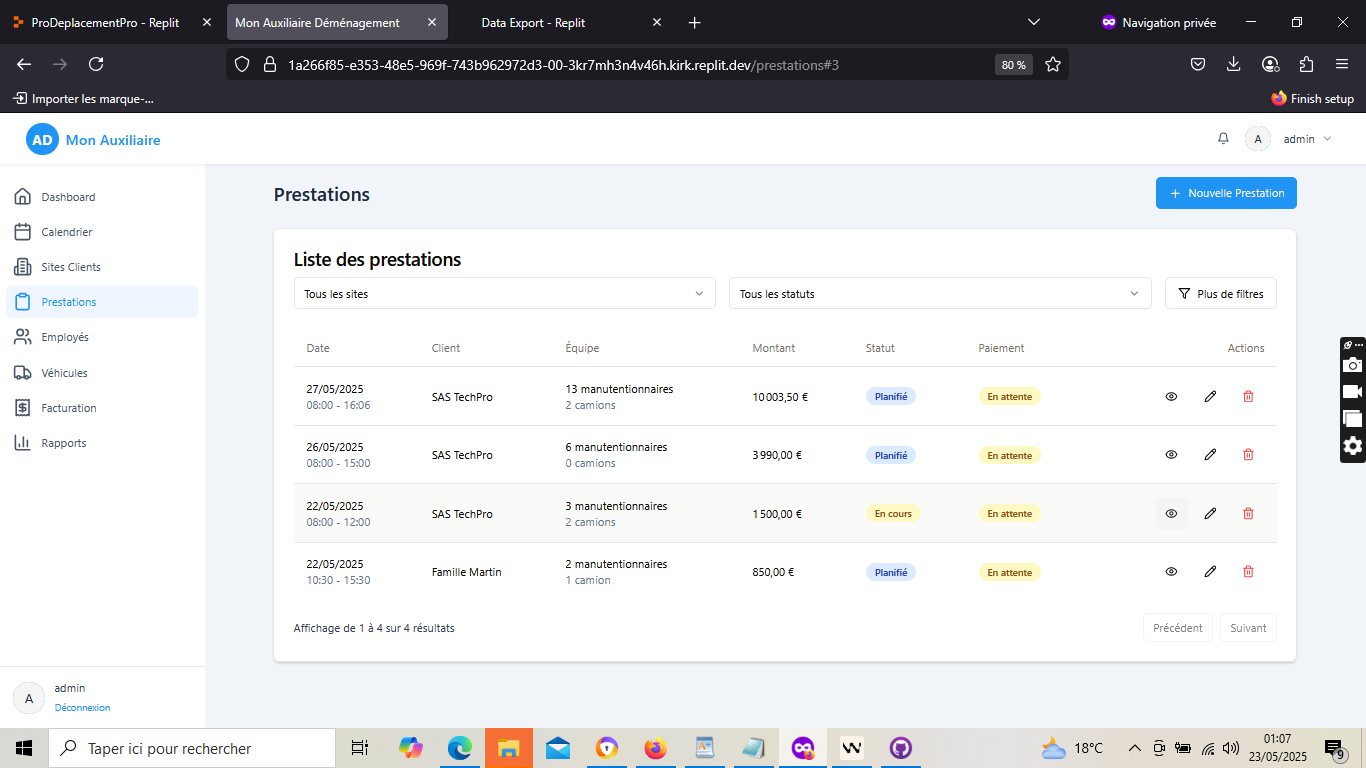 ProDeplacementPro - Replit
Mon Auxiliaire Déménagement
Data Export - Replit
Navigation privée
1a266f85-e353-48e5-969f-743b962972d3-00-3kr7mh3n4v46h.kirk.replit.dev/prestations#3
80 %
Importer les marque-...
Finish setup
AD Mon Auxiliaire
A admin
Dashboard
Calendrier
Sites Clients
Prestations
Employés
Véhicules
Facturation
Rapports
A admin
Déconnexion
Prestations
+ Nouvelle Prestation
Liste des prestations
Tous les sites
Tous les statuts
Plus de filtres
Date Client Équipe Montant Statut Paiement Actions
27/05/2025 13 manutentionnaires
SAS TechPro 10 003,50 € Planifié En attente
08:00 - 16:06 2 camions
26/05/2025 6 manutentionnaires
SAS TechPro 3 990,00 € Planifié En attente
08:00 - 15:00 0 camions
22/05/2025 3 manutentionnaires
SAS TechPro 1 500,00 € En cours En attente
08:00 - 12:00 2 camions
22/05/2025 2 manutentionnaires
Famille Martin 850,00 € Planifié En attente
10:30 - 15:30 1 camion
Affichage de 1 à 4 sur 4 résultats
Précédent
Suivant
Taper ici pour rechercher
18°C
01:07
23/05/2025
9